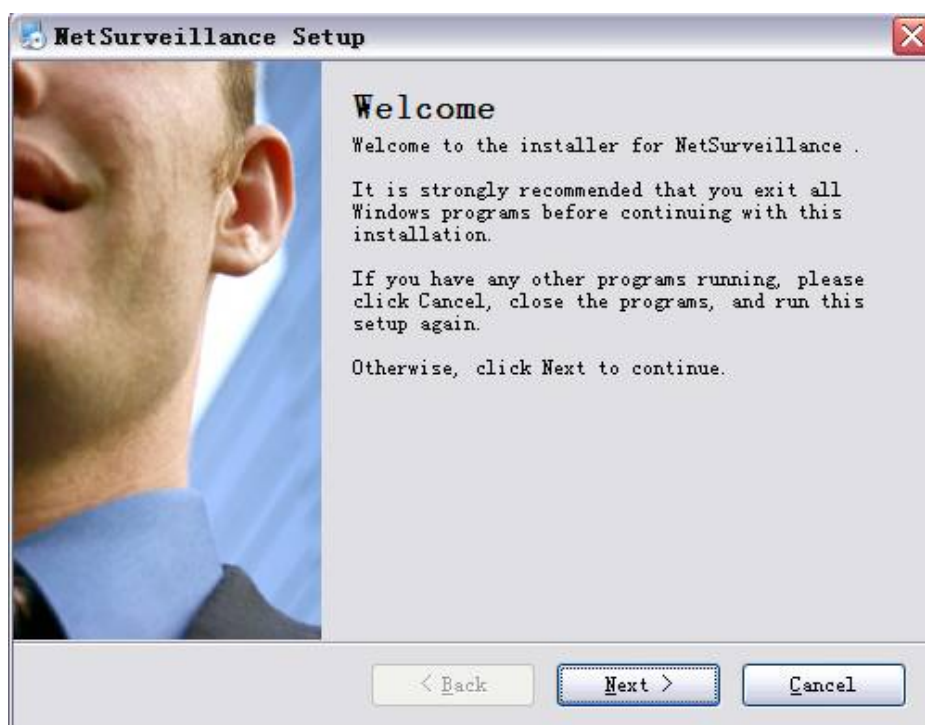 NetSurveillance Setup
Welcome
Welcome to the installer for NetSurveillance .
It is strongly recommended that you exit all
Windows programs before continuing with this
installation.
If you have any other programs running, please
click Cancel, close the programs, and run this
setup again.
Otherwise, click Next to continue.
< Back Next > Cancel